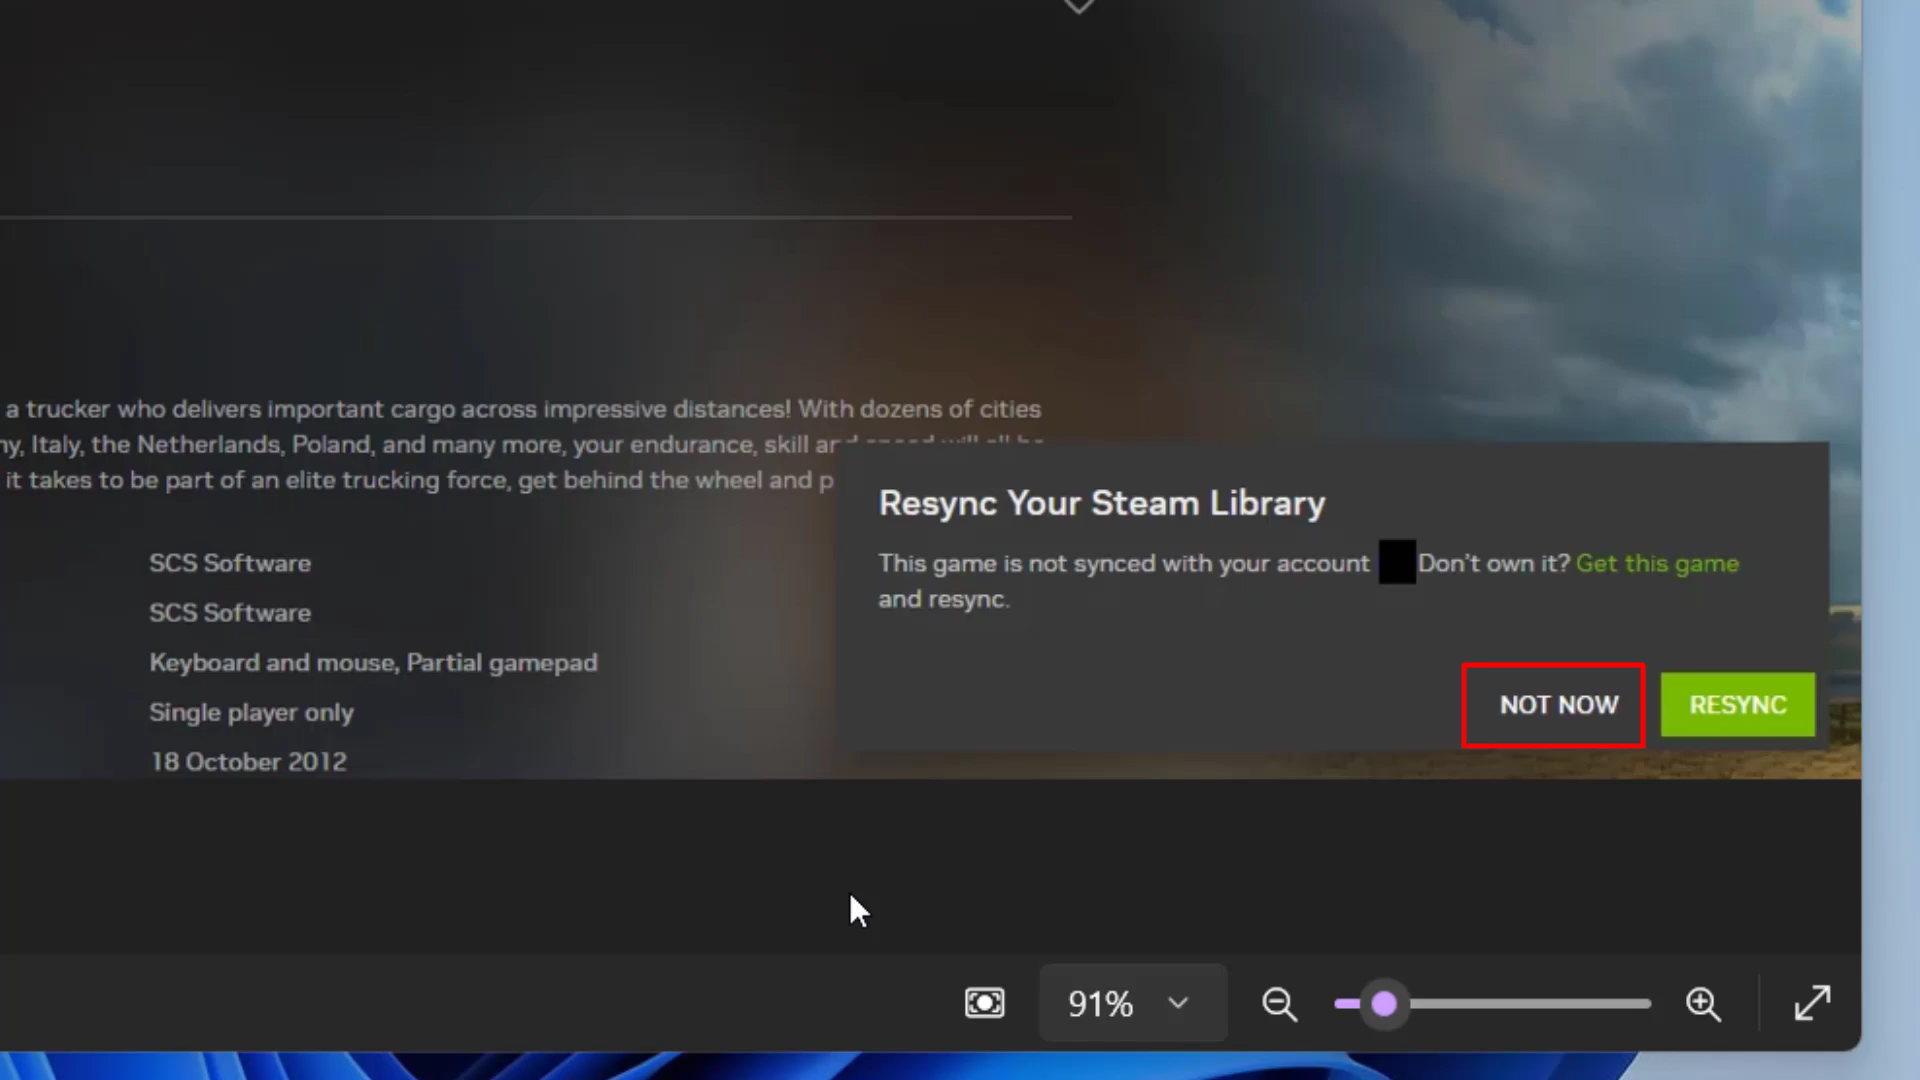 a trucker who delivers important cargo across impressive distances! With dozens of cities
ny, Italy, the Netherlands, Poland, and many more, your endurance, skill and speed will all be
it takes to be part of an elite trucking force, get behind the wheel and p
Resync Your Steam Library
This game is not synced with your account Don't own it? Get this game
and resync.
NOT NOW
RESYNC
SCS Software
SCS Software
Keyboard and mouse, Partial gamepad
Single player only
18 October 2012
91%